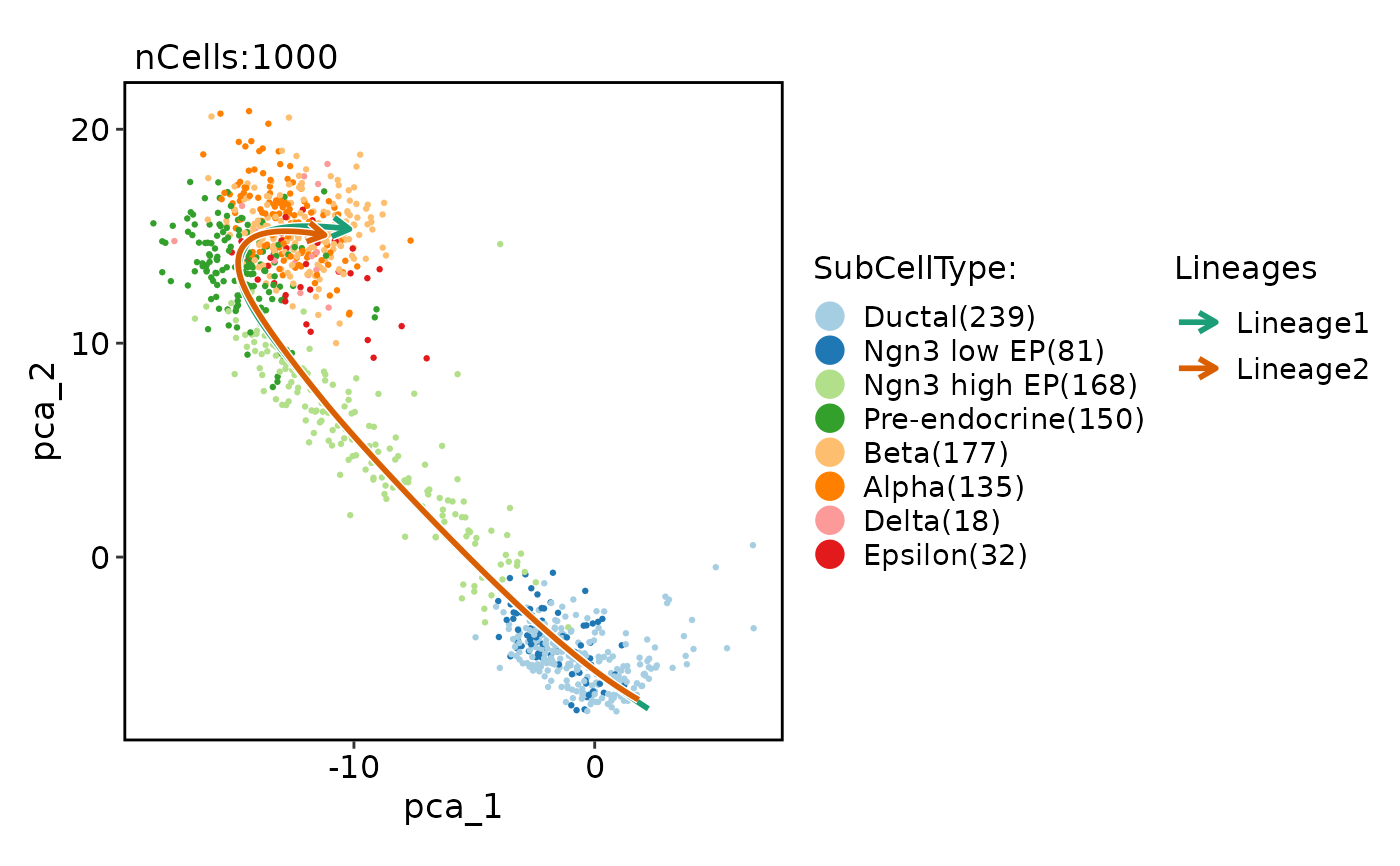 nCells:1000
20
10
0
pca_2
-10
0
pca_1
SubCellType:
Ductal(239)
Ngn3 low EP(81)
Ngn3 high EP(168)
Pre-endocrine(150)
Beta(177)
Alpha(135)
Delta(18)
Epsilon(32)
Lineages
Lineage1
Lineage2